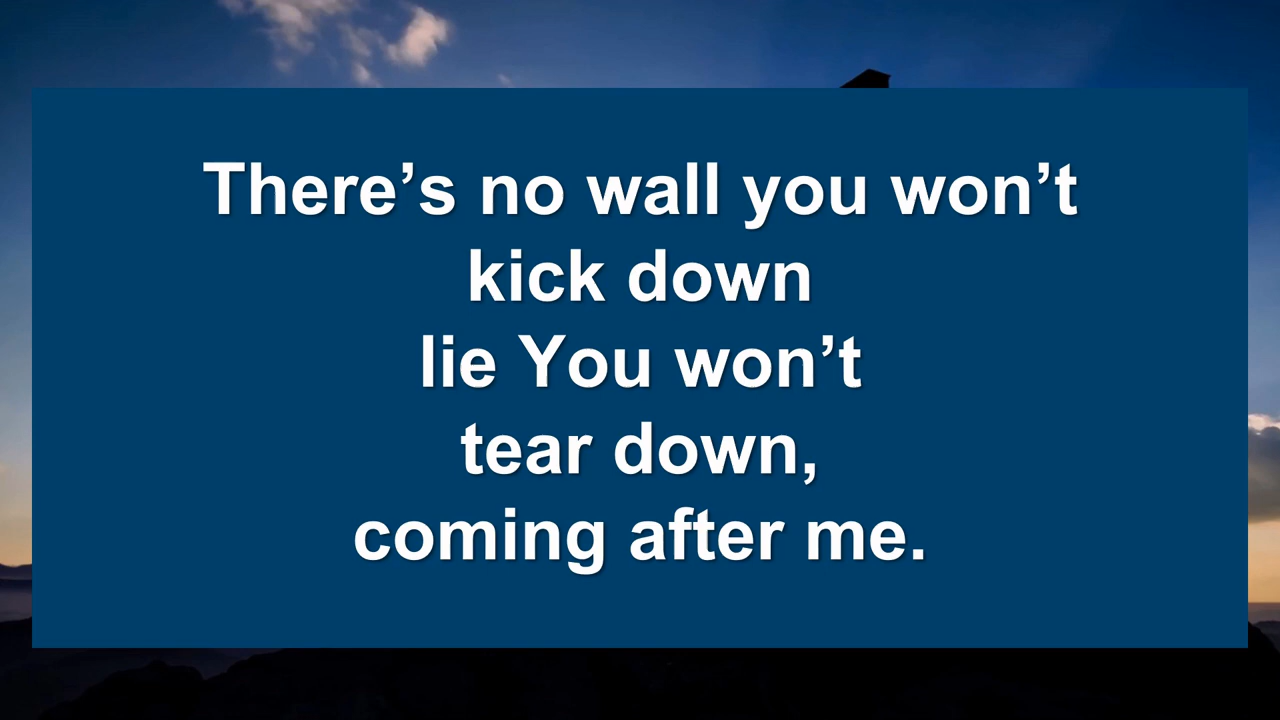 There’s no wall you won’t
kick down
lie You won’t
tear down,
coming after me.